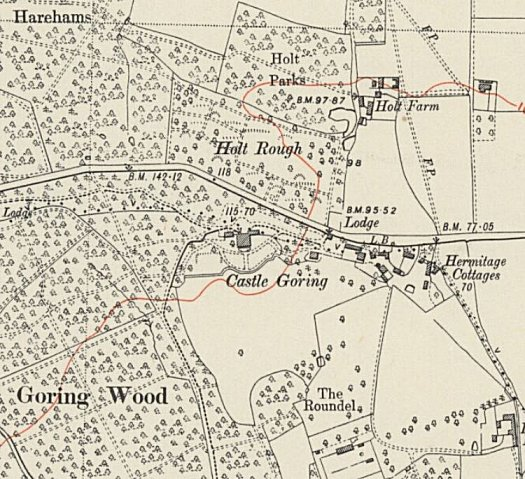 Harehams
F.P.
Holt
Parks
B.M. 97·87
Holt Farm
Holt Rough
F.P.
98
B.M. 142·12
118
Lodge
115·70
B.M. 95·52
Lodge
B.M. 77·05
L.B.
Hermitage
Cottages
70
Castle Goring
Goring Wood
The
Roundel